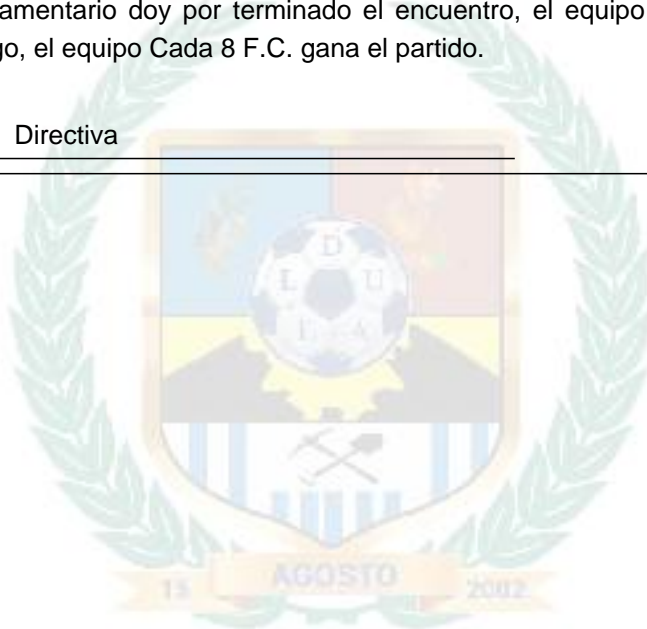 amentario doy por terminado el encuentro, el equipo
go, el equipo Cada 8 F.C. gana el partido.
Directiva
D
L U
A
15 AGOSTO 2002